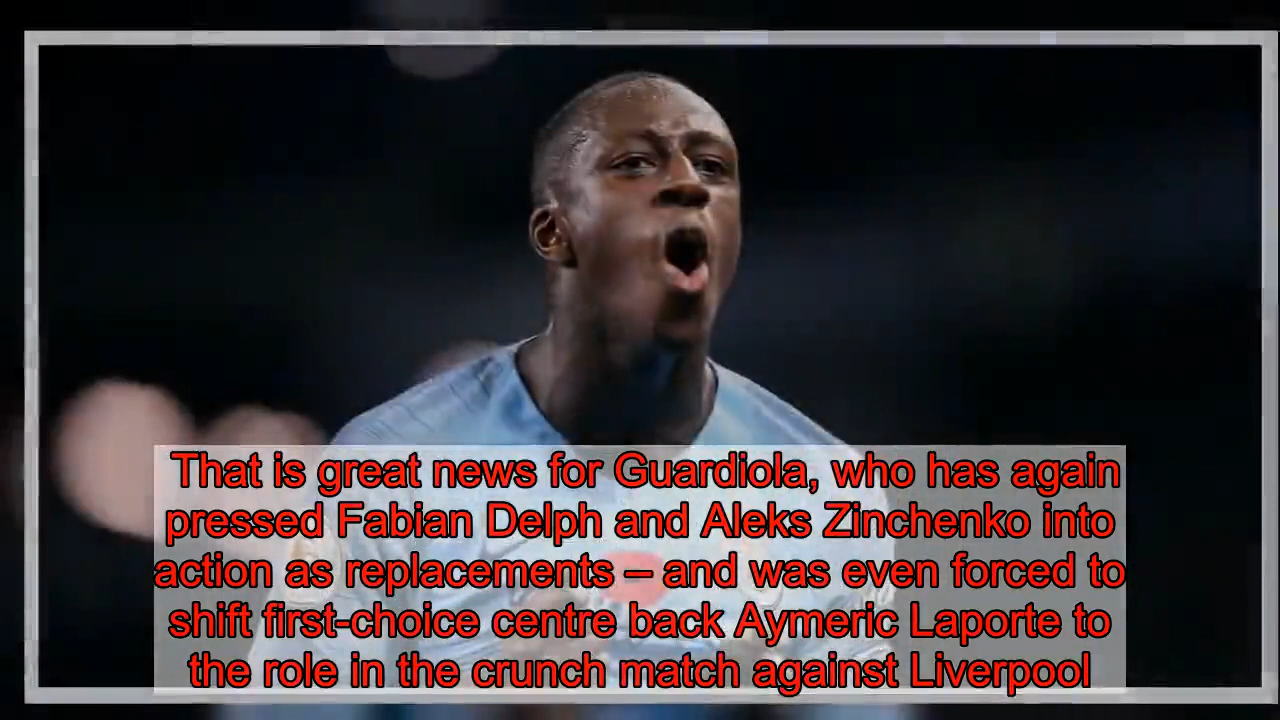 That is great news for Guardiola, who has again
pressed Fabian Delph and Aleks Zinchenko into
action as replacements – and was even forced to
shift first-choice centre back Aymeric Laporte to
the role in the crunch match against Liverpool